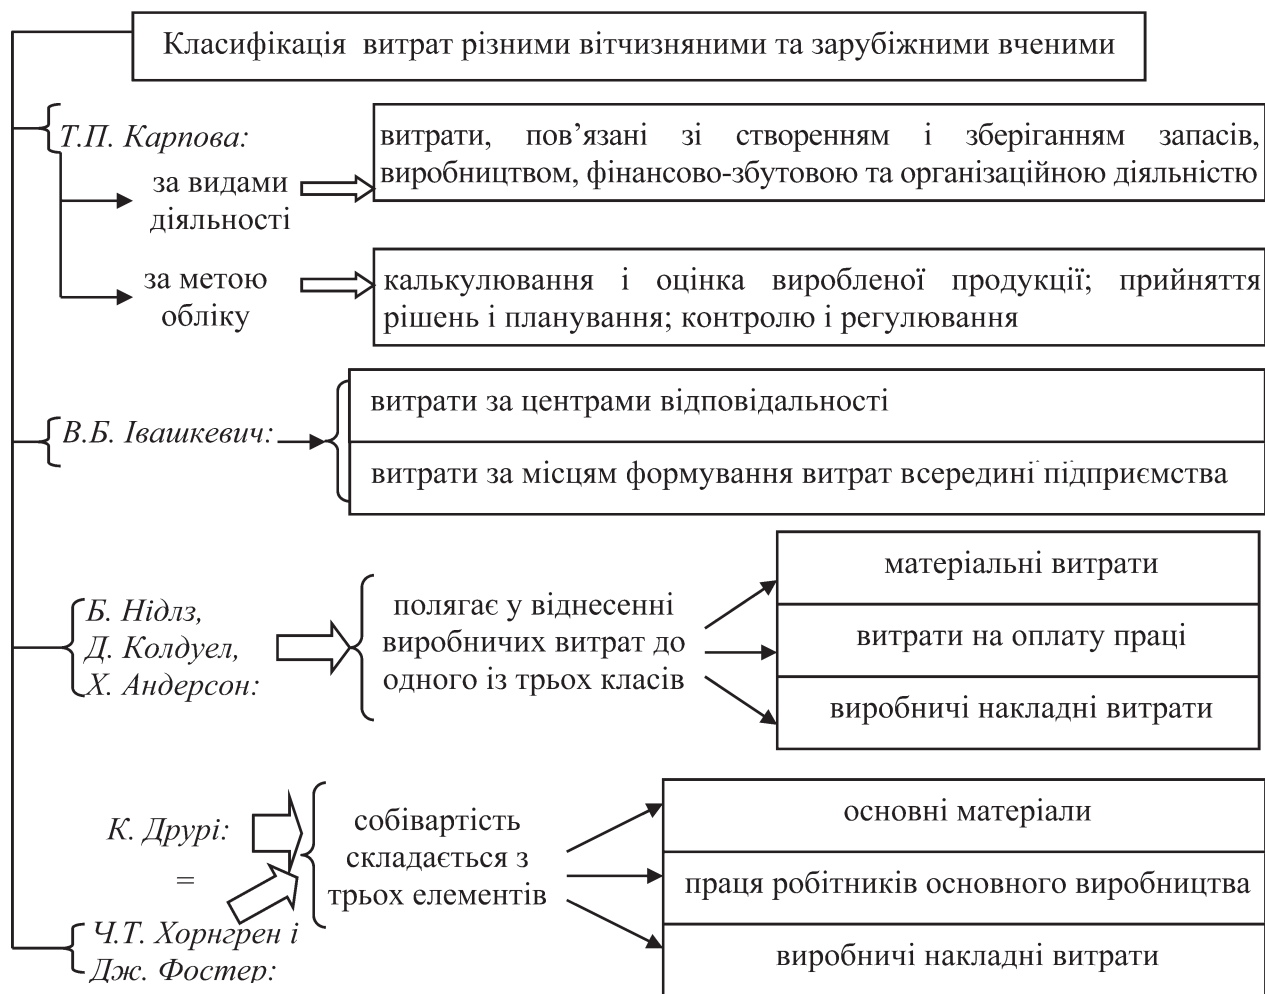 Класифікація витрат різними вітчизняними та зарубіжними вченими
Т.П. Карпова:
за видами
діяльності
витрати, пов’язані зі створенням і зберіганням запасів,
виробництвом, фінансово-збутовою та організаційною діяльністю
за метою
обліку
калькулювання і оцінка виробленої продукції; прийняття
рішень і планування; контролю і регулювання
В.Б. Івашкевич:
витрати за центрами відповідальності
витрати за місцям формування витрат всередині підприємства
Б. Нідлз,
Д. Колдуел,
Х. Андерсон:
полягає у віднесенні
виробничих витрат до
одного із трьох класів
матеріальні витрати
витрати на оплату праці
виробничі накладні витрати
К. Друрі:
=
Ч.Т. Хорнгрен і
Дж. Фостер:
собівартість
складається з
трьох елементів
основні матеріали
праця робітників основного виробництва
виробничі накладні витрати